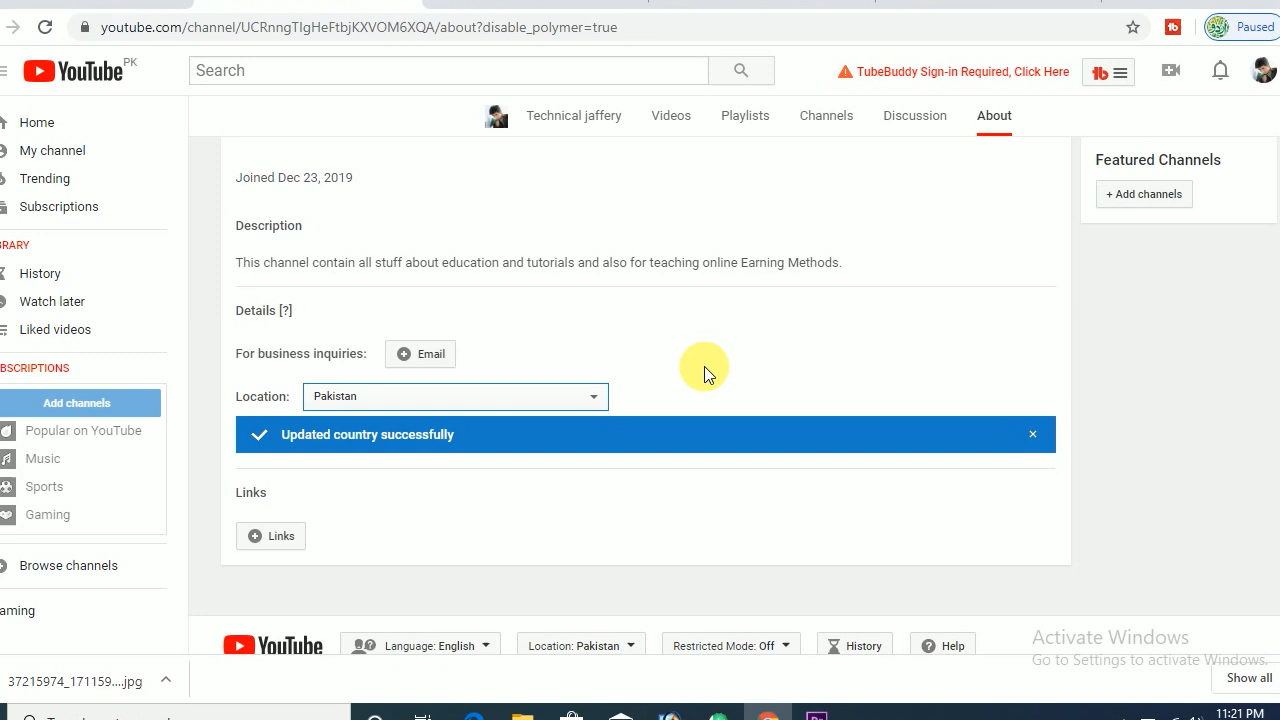 youtube.com/channel/UCRnngTIgHeFtbjKXVOM6XQA/about?disable_polymer=true
Paused
YouTube PK
Search
TubeBuddy Sign-in Required, Click Here
Technical jaffery
Videos
Playlists
Channels
Discussion
About
Home
My channel
Trending
Subscriptions
BRARY
History
Watch later
Liked videos
BSCRIPTIONS
Add channels
Popular on YouTube
Music
Sports
Gaming
Browse channels
aming
Joined Dec 23, 2019
Description
This channel contain all stuff about education and tutorials and also for teaching online Earning Methods.
Details [?]
For business inquiries:
Email
Location:
Pakistan
Updated country successfully
Links
Links
Featured Channels
+ Add channels
YouTube
Language: English
Location: Pakistan
Restricted Mode: Off
History
Help
Activate Windows
Go to Settings to activate Windows.
37215974_171159....jpg
Show all
11:21 PM